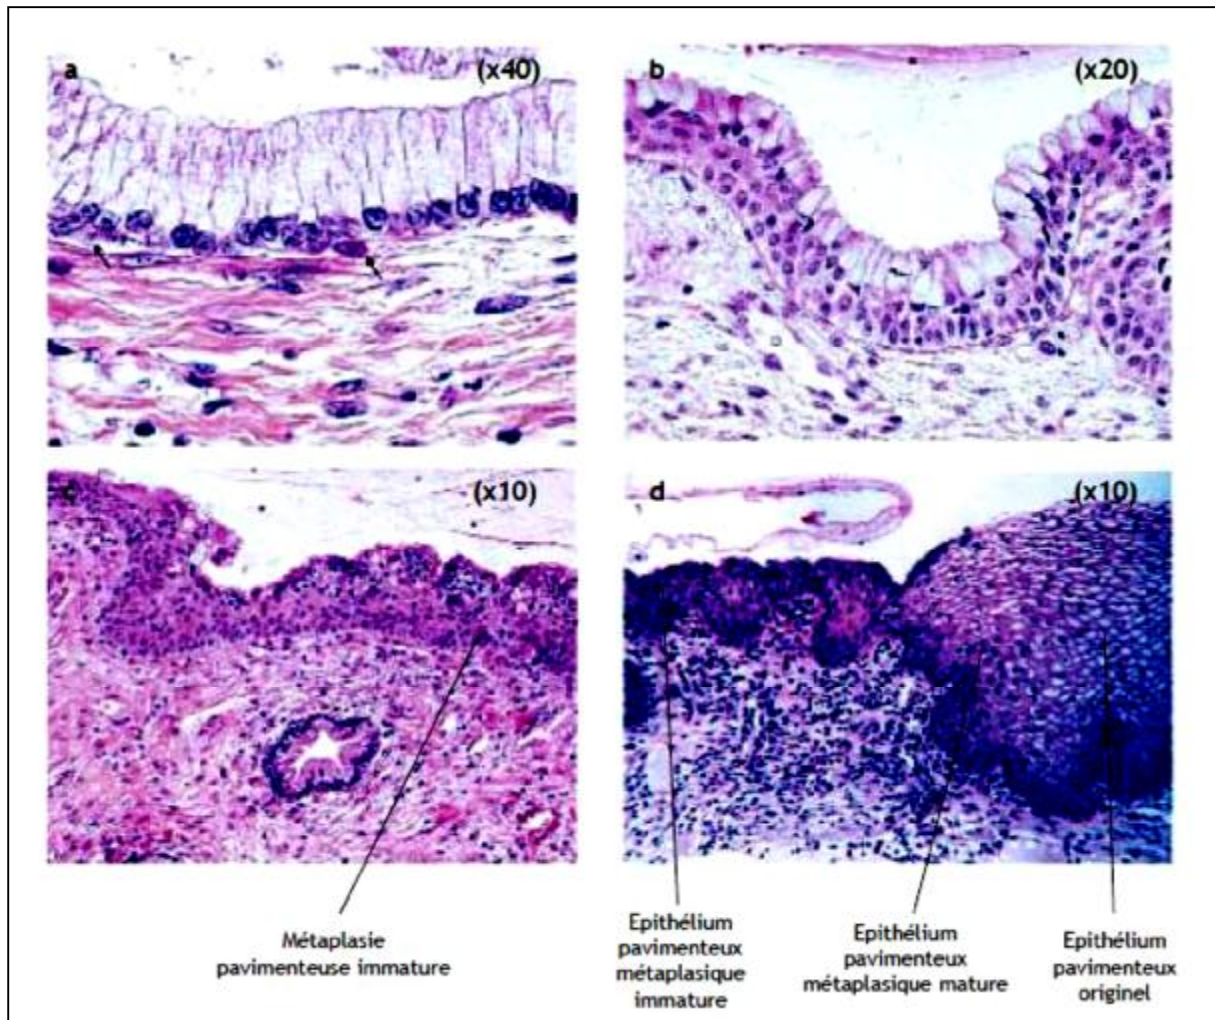 a
(x40)
b
(x20)
c
(x10)
d
(x10)
Métaplasie
pavimenteuse immature
Epithélium
pavimenteux
métaplasique
immature
Epithélium
pavimenteux
métaplasique mature
Epithélium
pavimenteux
originel